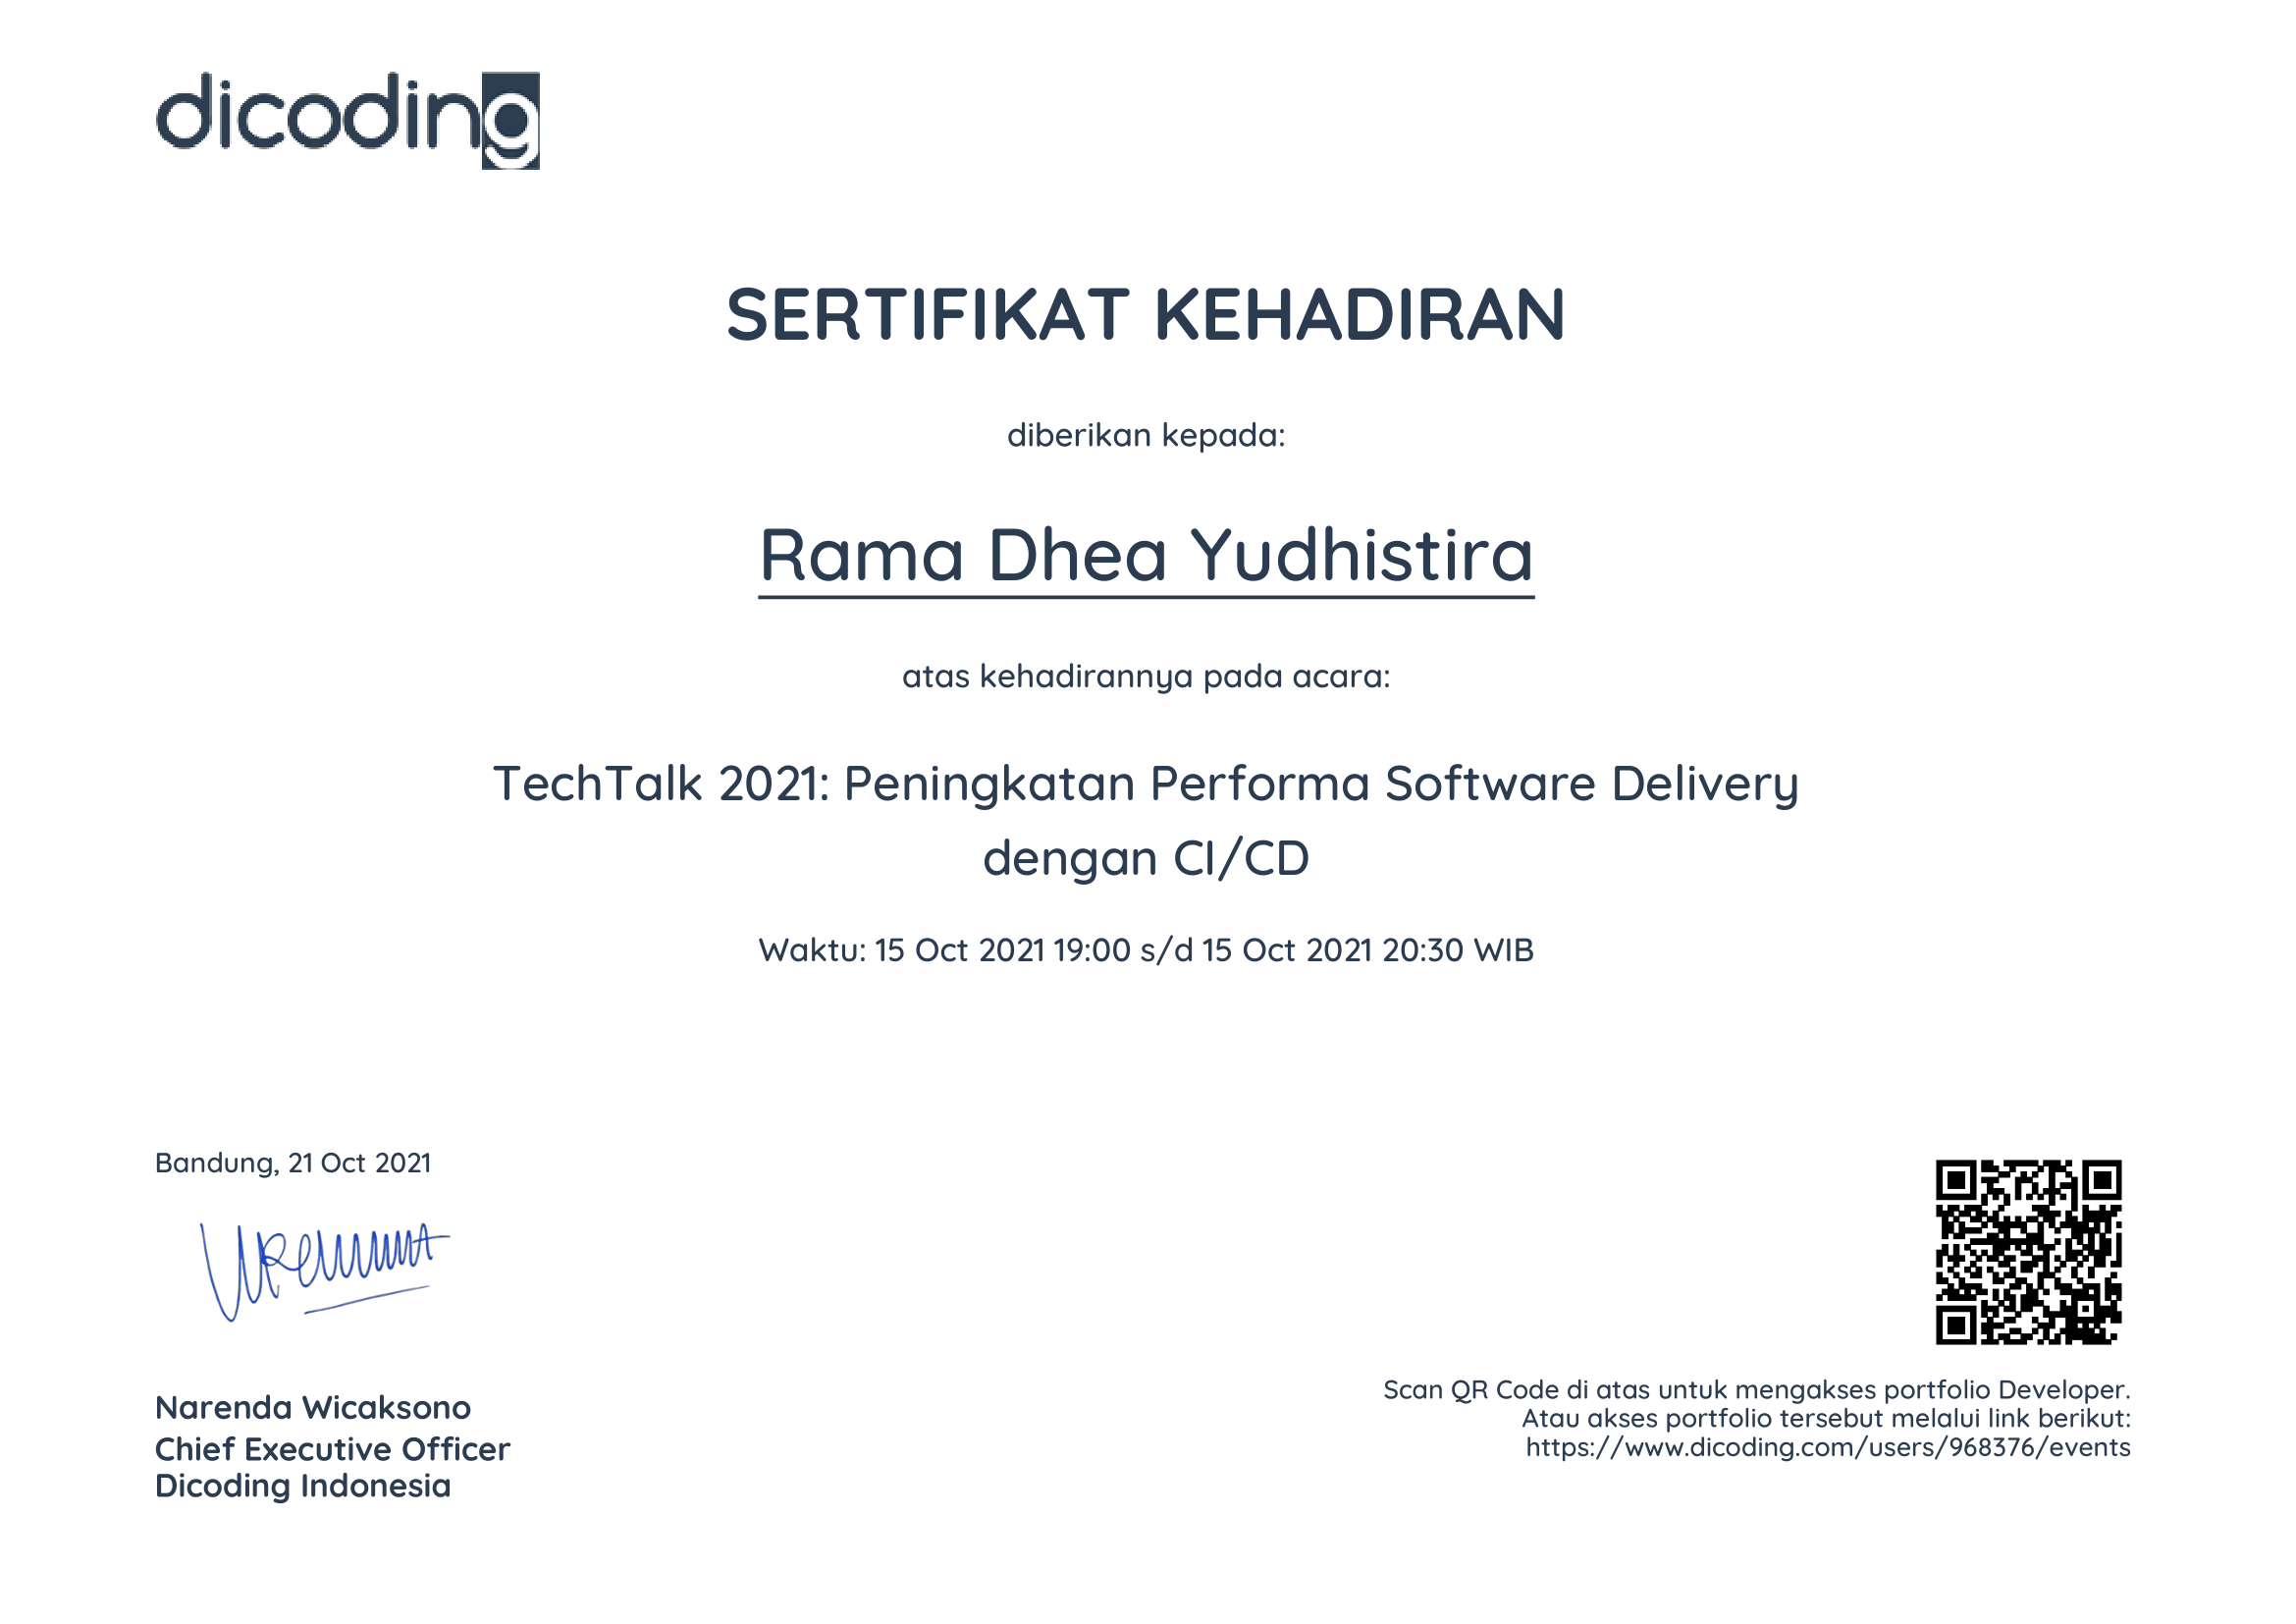 dicoding
SERTIFIKAT KEHADIRAN
diberikan kepada:
Rama Dhea Yudhistira
atas kehadirannya pada acara:
TechTalk 2021: Peningkatan Performa Software Delivery
dengan CI/CD
Waktu: 15 Oct 2021 19:00 s/d 15 Oct 2021 20:30 WIB
Bandung, 21 Oct 2021
Narenda Wicaksono
Chief Executive Officer
Dicoding Indonesia
Scan QR Code di atas untuk mengakses portfolio Developer.
Atau akses portfolio tersebut melalui link berikut:
https://www.dicoding.com/users/968376/events